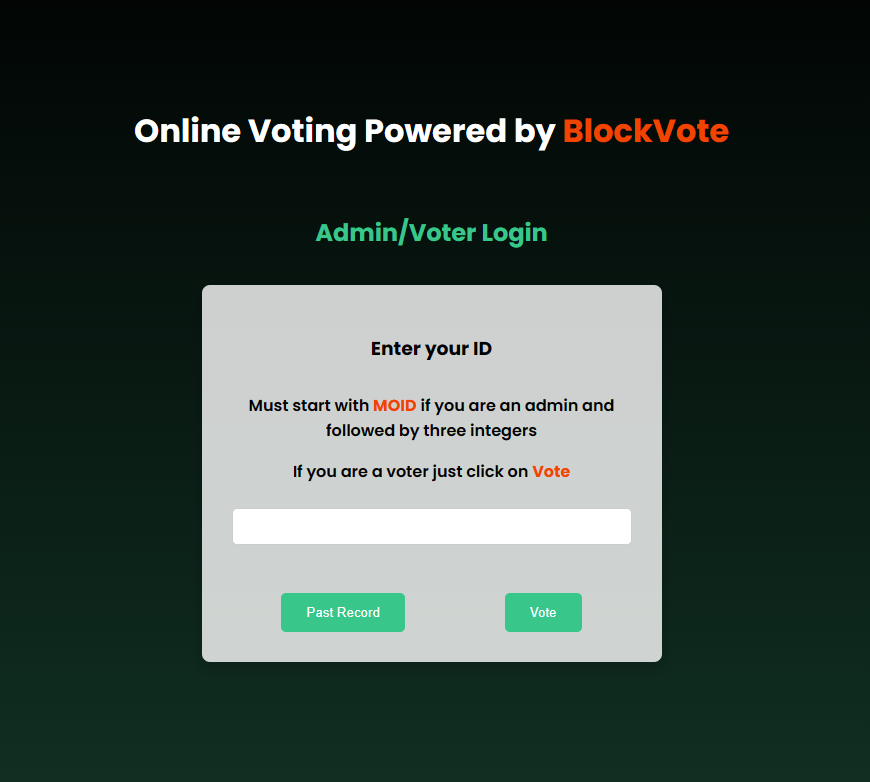 Online Voting Powered by BlockVote
Admin/Voter Login
Enter your ID
Must start with MOID if you are an admin and
followed by three integers
If you are a voter just click on Vote
Past Record
Vote